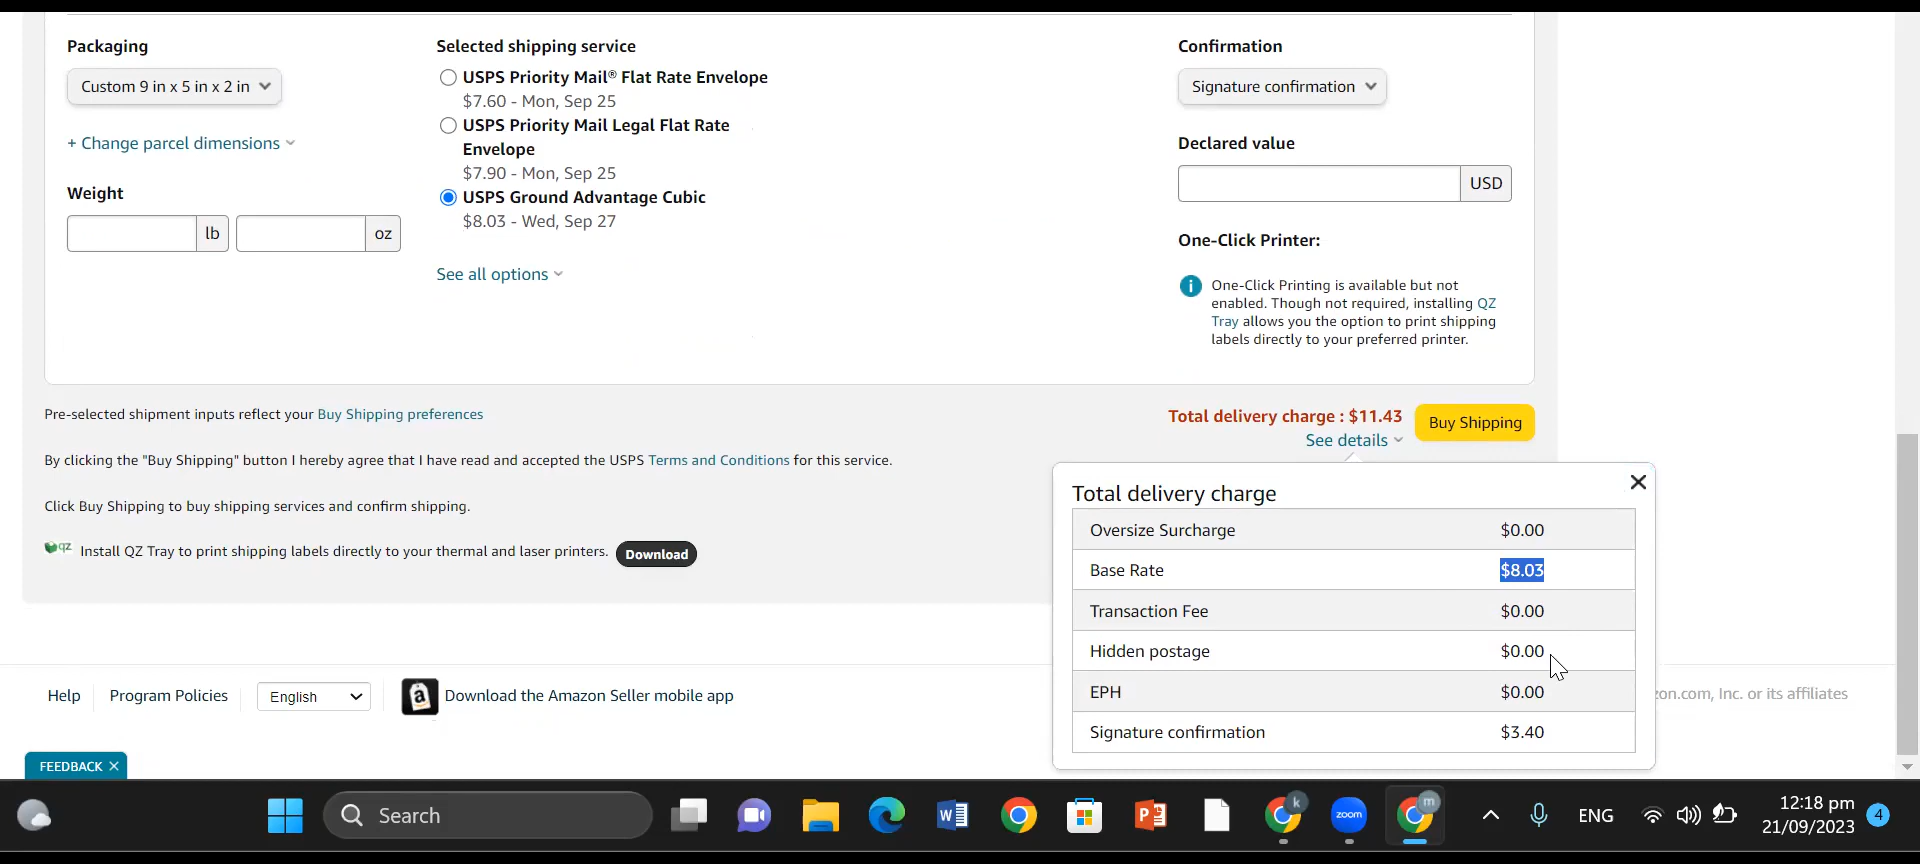 Packaging
Custom 9 in x 5 in x 2 in
+ Change parcel dimensions
Weight
lb
oz
Selected shipping service
USPS Priority Mail® Flat Rate Envelope
$7.60 - Mon, Sep 25
USPS Priority Mail Legal Flat Rate
Envelope
$7.90 - Mon, Sep 25
USPS Ground Advantage Cubic
$8.03 - Wed, Sep 27
See all options
Confirmation
Signature confirmation
Declared value
USD
One-Click Printer:
i
One-Click Printing is available but not
enabled. Though not required, installing QZ
Tray allows you the option to print shipping
labels directly to your preferred printer.
Pre-selected shipment inputs reflect your Buy Shipping preferences
Total delivery charge : $11.43
Buy Shipping
See details
By clicking the "Buy Shipping" button I hereby agree that I have read and accepted the USPS Terms and Conditions for this service.
Click Buy Shipping to buy shipping services and confirm shipping.
qz Install QZ Tray to print shipping labels directly to your thermal and laser printers.
Download
Total delivery charge
Oversize Surcharge $0.00
Base Rate $8.03
Transaction Fee $0.00
Hidden postage $0.00
EPH $0.00
Signature confirmation $3.40
Help
Program Policies
English
a
Download the Amazon Seller mobile app
zon.com, Inc. or its affiliates
FEEDBACK
Search
W
P
k
zoom
m
ENG
12:18 pm
21/09/2023
4